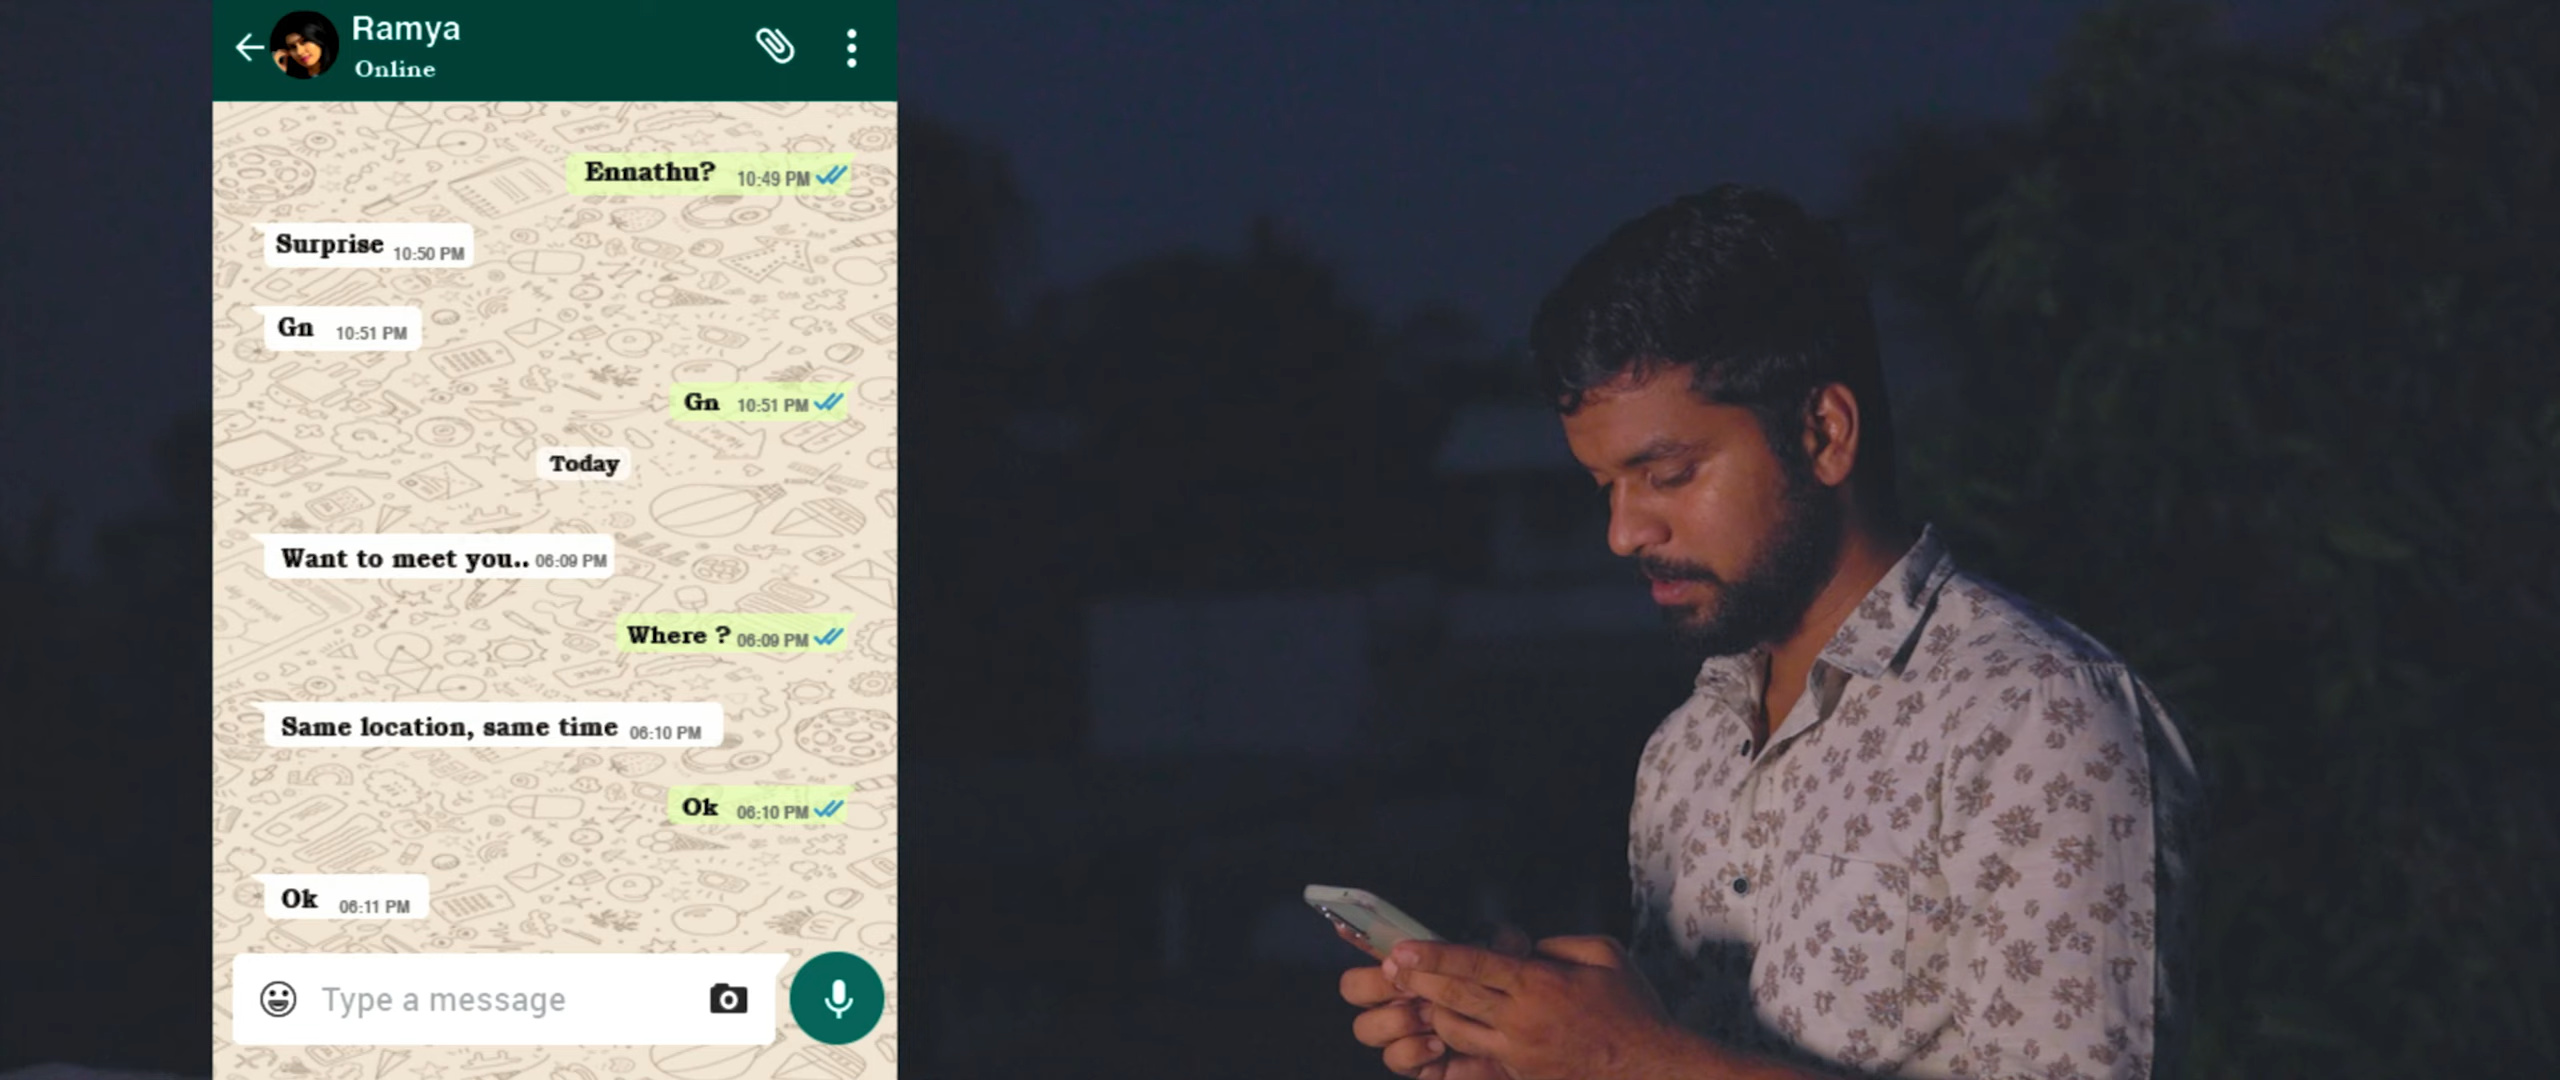 Ramya
Online
Ennathu? 10:49 PM
Surprise 10:50 PM
Gn 10:51 PM
Gn 10:51 PM
Today
Want to meet you.. 06:09 PM
Where ? 06:09 PM
Same location, same time 06:10 PM
Ok 06:10 PM
Ok 06:11 PM
Type a message